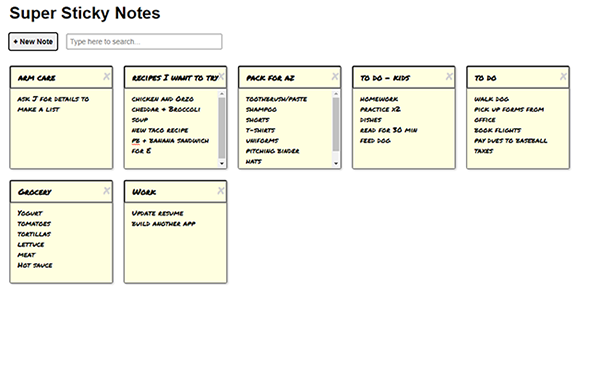 Super Sticky Notes
+ New Note
Type here to search...
ARM CARE x
ASK J FOR DETAILS TO
MAKE A LIST
RECIPES I WANT TO TRY x
CHICKEN AND ORZO
CHEDDAR & BROCCOLI
SOUP
NEW TACO RECIPE
PB & BANANA SANDWICH
FOR E
PACK FOR AZ x
TOOTHBRUSH/PASTE
SHAMPOO
SHORTS
T-SHIRTS
UNIFORMS
PITCHING BINDER
HATS
TO DO - KIDS x
HOMEWORK
PRACTICE X2
DISHES
READ FOR 30 MIN
FEED DOG
TO DO x
WALK DOG
PICK UP FORMS FROM
OFFICE
BOOK FLIGHTS
PAY DUES TO BASEBALL
TAXES
GROCERY x
YOGURT
TOMATOES
TORTILLAS
LETTUCE
MEAT
HOT SAUCE
WORK x
UPDATE RESUME
BUILD ANOTHER APP